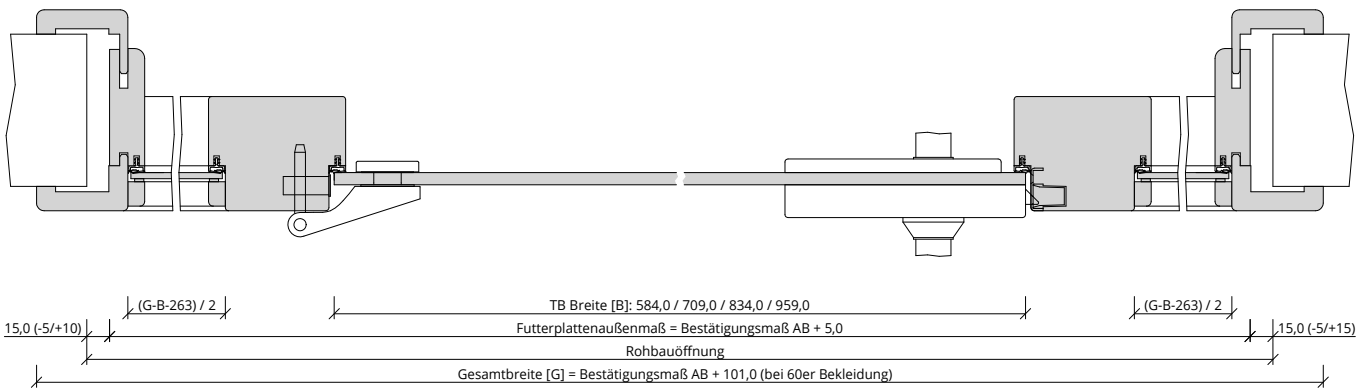 (G-B-263) / 2 TB Breite [B]: 584,0 / 709,0 / 834,0 / 959,0 (G-B-263) / 2
15,0 (-5/+10) Futterplattenaußenmaß = Bestätigungsmaß AB + 5,0 15,0 (-5/+15)
Rohbauöffnung
Gesamtbreite [G] = Bestätigungsmaß AB + 101,0 (bei 60er Bekleidung)